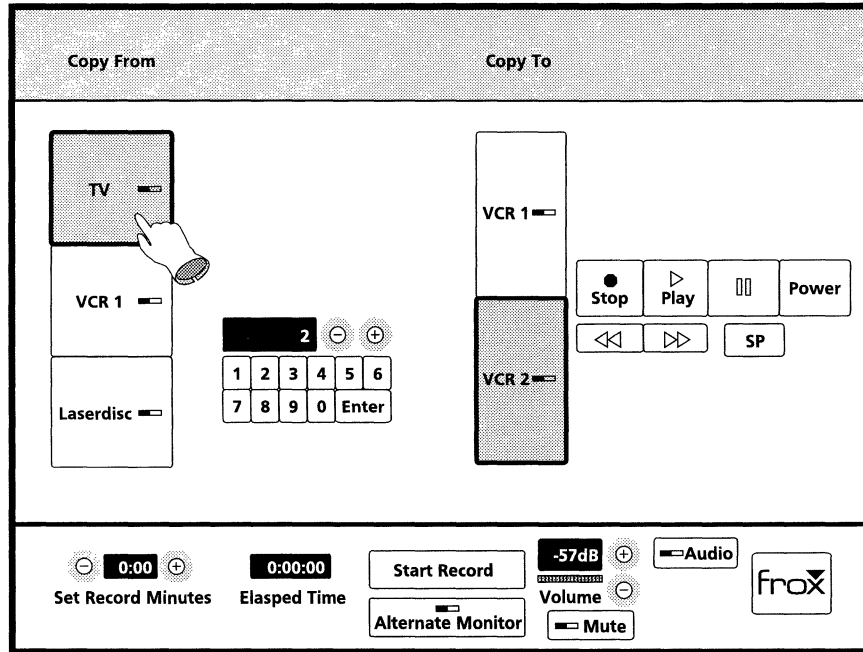 Copy From
Copy To
TV
VCR 1
Laserdisc
2
1 2 3 4 5 6
7 8 9 0 Enter
VCR 1
VCR 2
Stop Play Power
SP
0:00
Set Record Minutes
0:00:00
Elasped Time
Start Record
Alternate Monitor
-57dB
Volume
Mute
Audio
frox